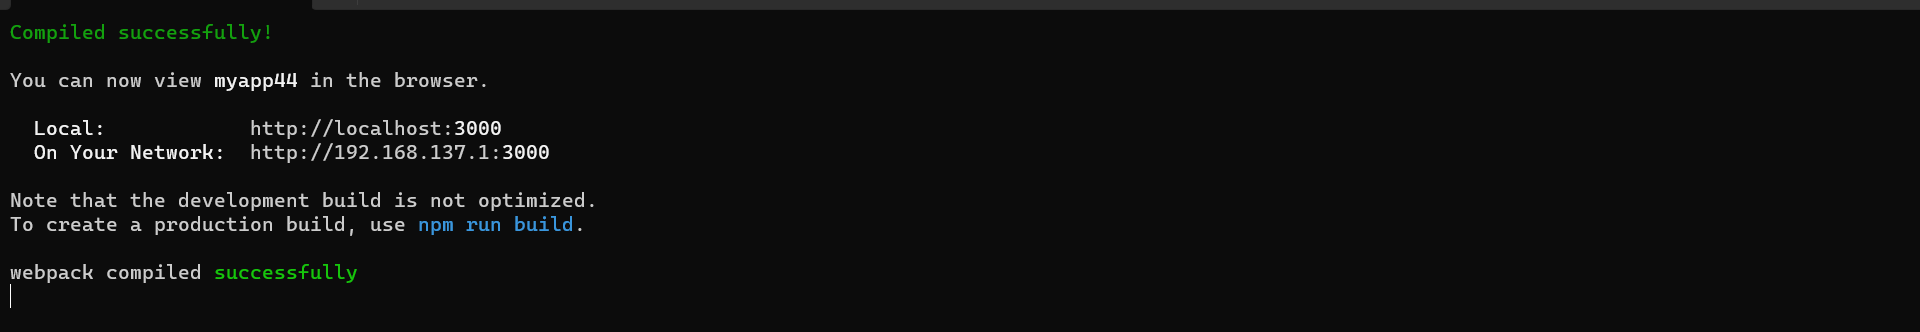 Compiled successfully!
You can now view myapp44 in the browser.
Local: http://localhost:3000
On Your Network: http://192.168.137.1:3000
Note that the development build is not optimized.
To create a production build, use npm run build.
webpack compiled successfully